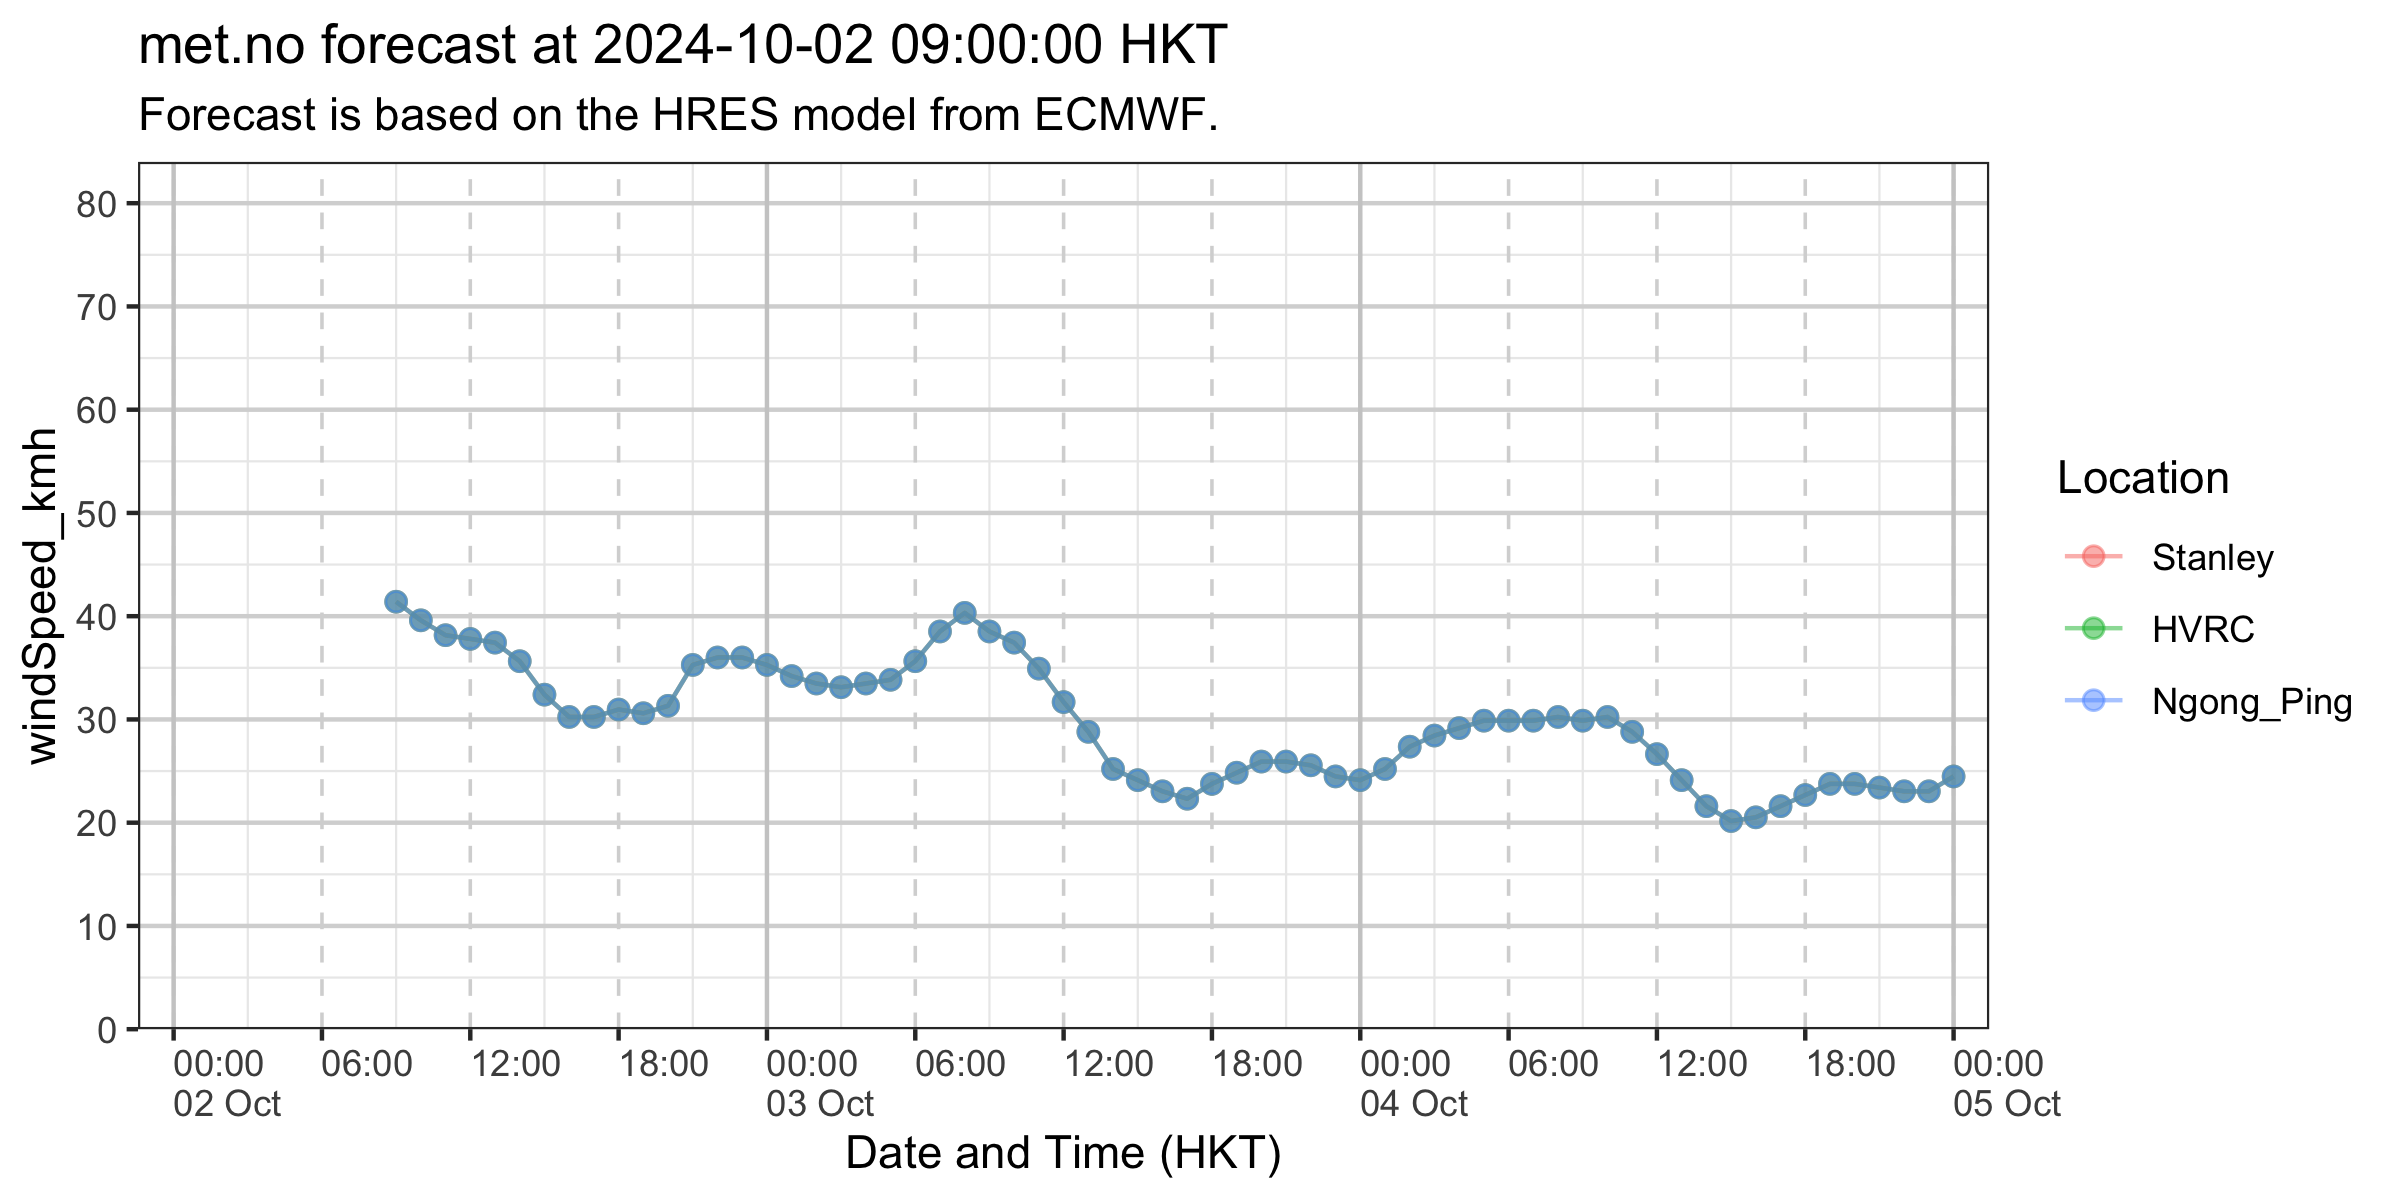 met.no forecast at 2024-10-02 09:00:00 HKT
Forecast is based on the HRES model from ECMWF.
windSpeed_kmh
80
70
60
50
40
30
20
10
0
00:00 06:00 12:00 18:00 00:00 06:00 12:00 18:00 00:00 06:00 12:00 18:00 00:00
02 Oct 03 Oct 04 Oct 05 Oct
Date and Time (HKT)
Location
Stanley
HVRC
Ngong_Ping